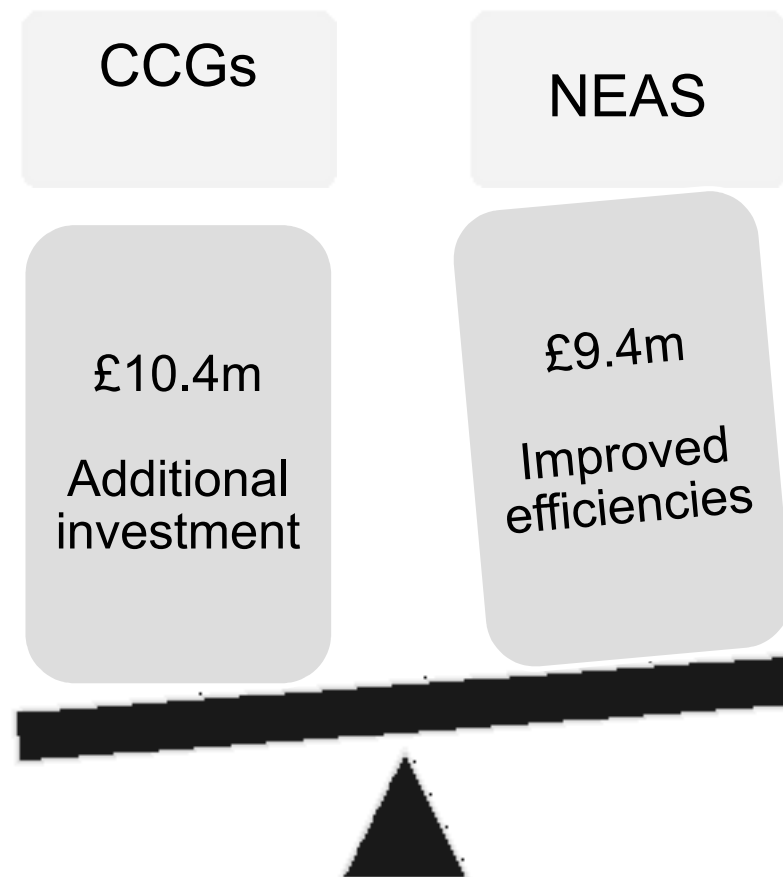 CCGs
NEAS
£10.4m
Additional
investment
£9.4m
Improved
efficiencies